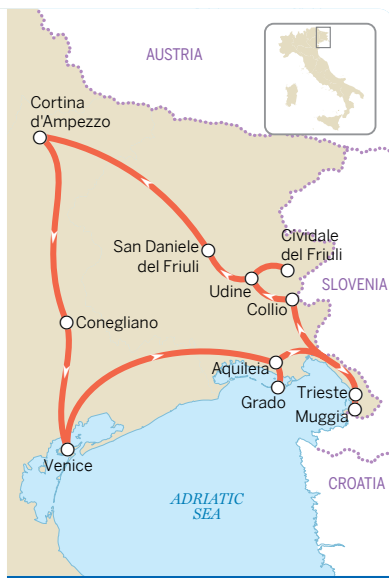 AUSTRIA
Cortina
d'Ampezzo
Cividale
del Friuli
San Daniele
del Friuli
SLOVENIA
Udine
Collio
Conegliano
Aquileia
Grado
Trieste
Muggia
Venice
CROATIA
ADRIATIC
SEA